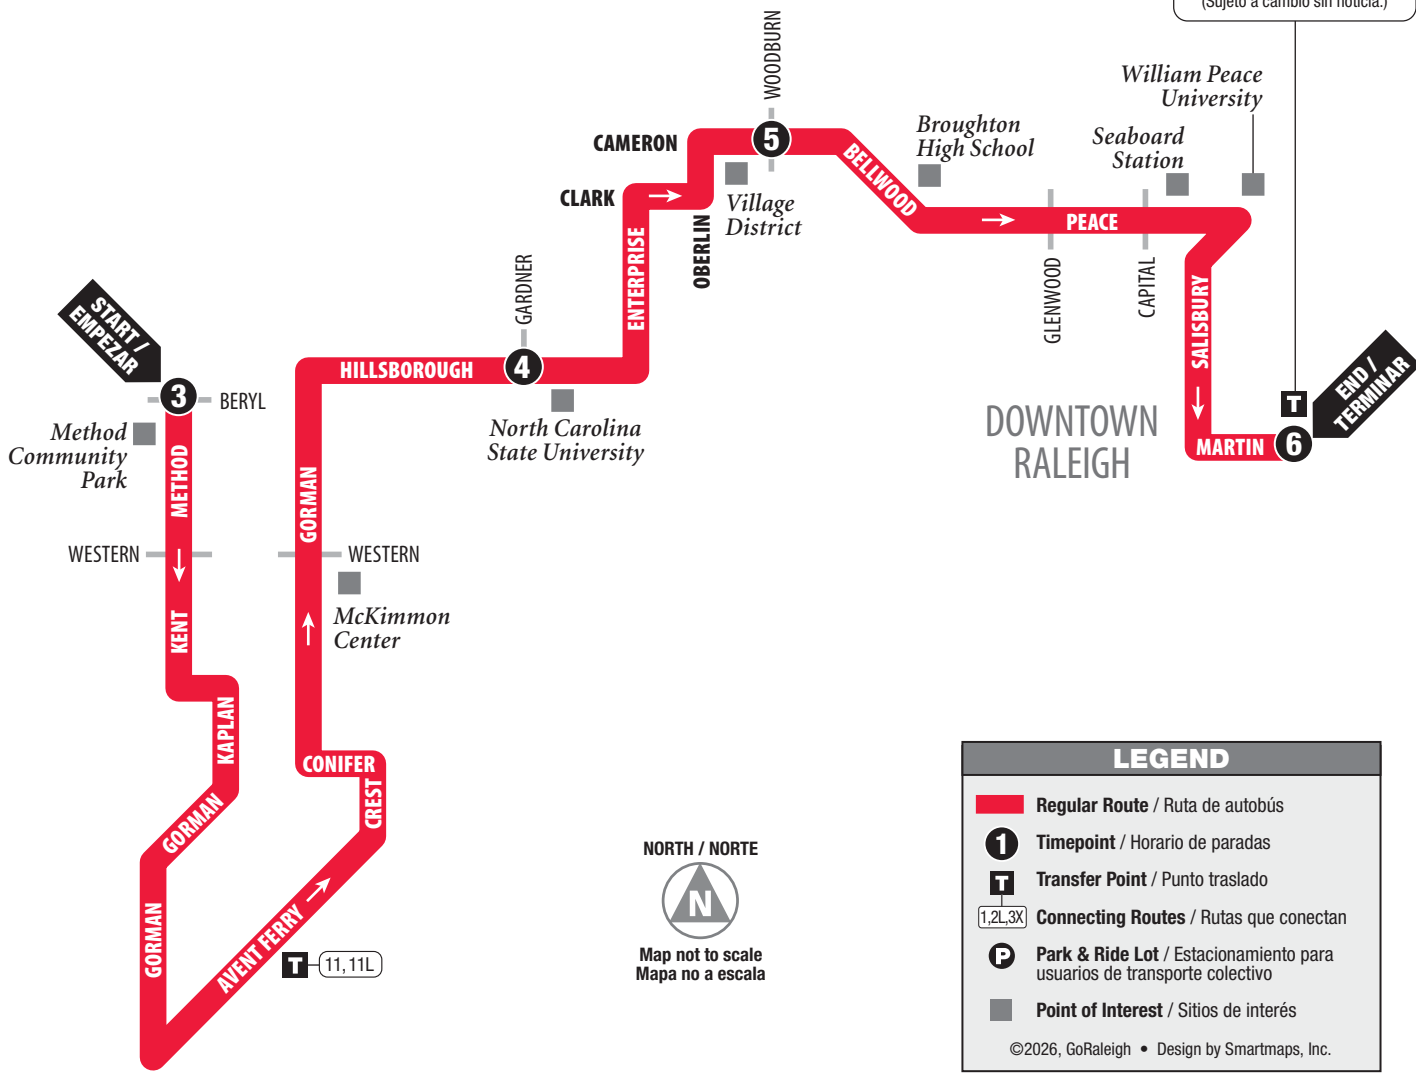 (Sujeto a cambio sin noticia.)
WOODBURN
William Peace
University
Broughton
High School
Seaboard
Station
CAMERON
5
BELLWOOD
CLARK
Village
District
OBERLIN
PEACE
ENTERPRISE
GLENWOOD
CAPITAL
GARDNER
SALISBURY
START /
EMPEZAR
HILLSBOROUGH
4
3
BERYL
END /
TERMINAR
T
Method
Community
Park
METHOD
North Carolina
State University
DOWNTOWN
RALEIGH
MARTIN
6
GORMAN
WESTERN
WESTERN
KENT
McKimmon
Center
KAPLAN
CONIFER
CREST
GORMAN
GORMAN
AVENT FERRY
T
11, 11L
NORTH / NORTE
N
Map not to scale
Mapa no a escala
LEGEND
Regular Route / Ruta de autobús
1
Timepoint / Horario de paradas
T
Transfer Point / Punto traslado
1,2L,3X
Connecting Routes / Rutas que conectan
P
Park & Ride Lot / Estacionamiento para
usuarios de transporte colectivo
Point of Interest / Sitios de interés
©2026, GoRaleigh • Design by Smartmaps, Inc.